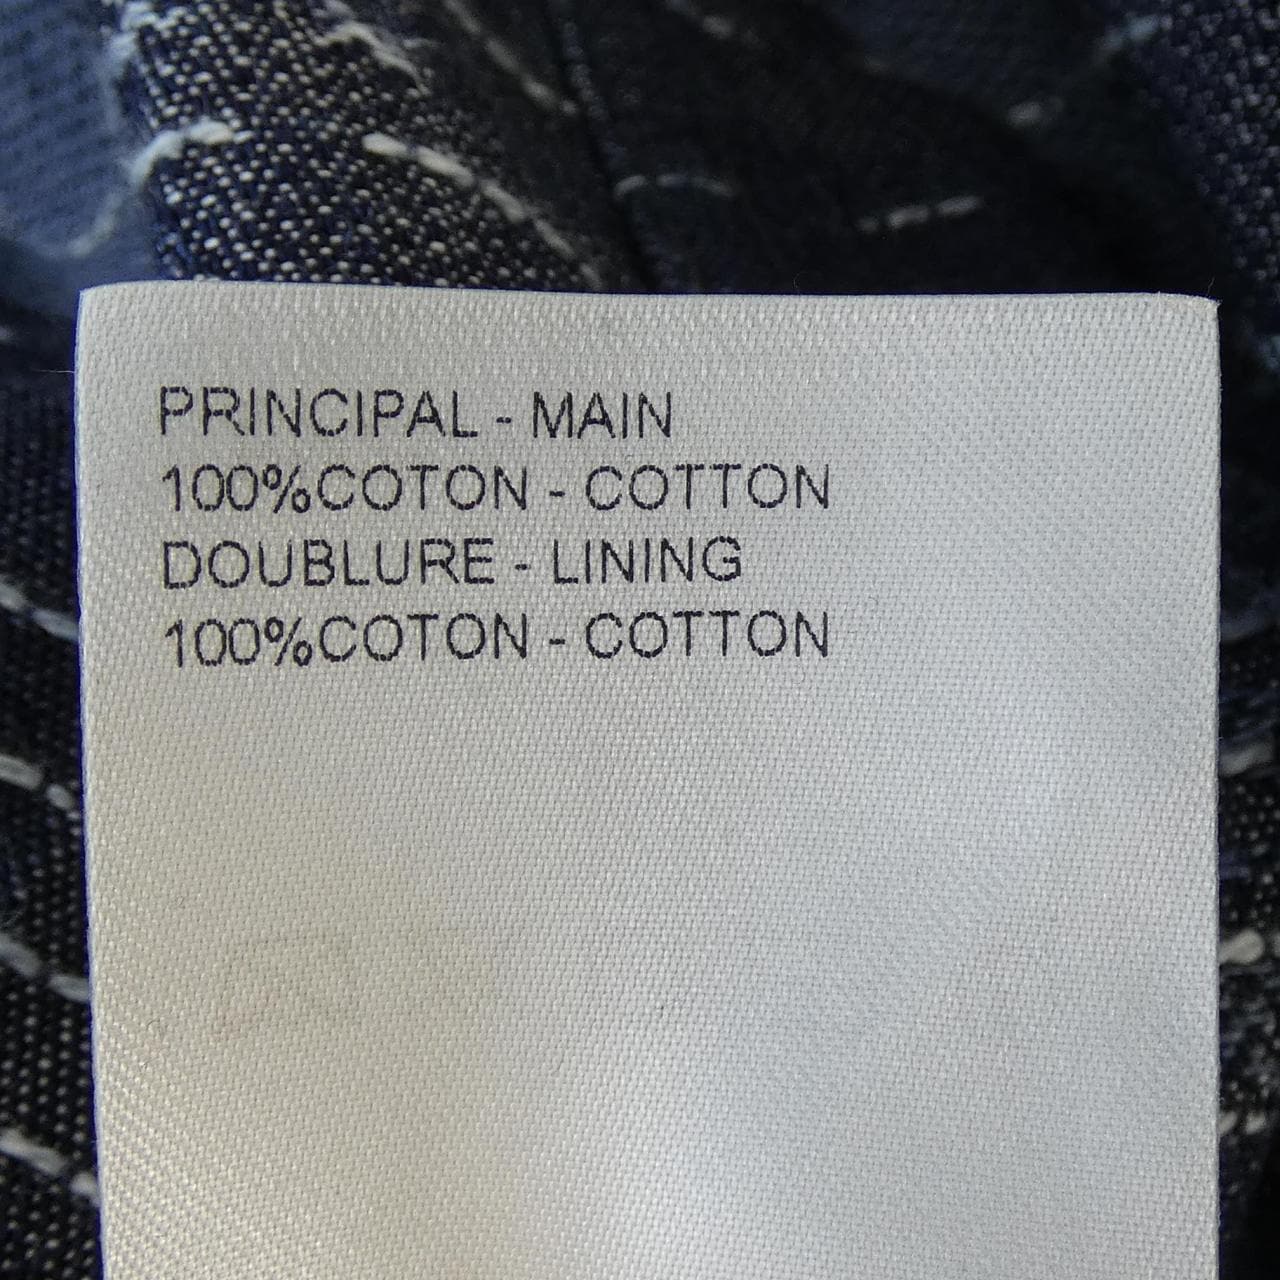 PRINCIPAL - MAIN
100%COTON - COTTON
DOUBLURE - LINING
100%COTON - COTTON